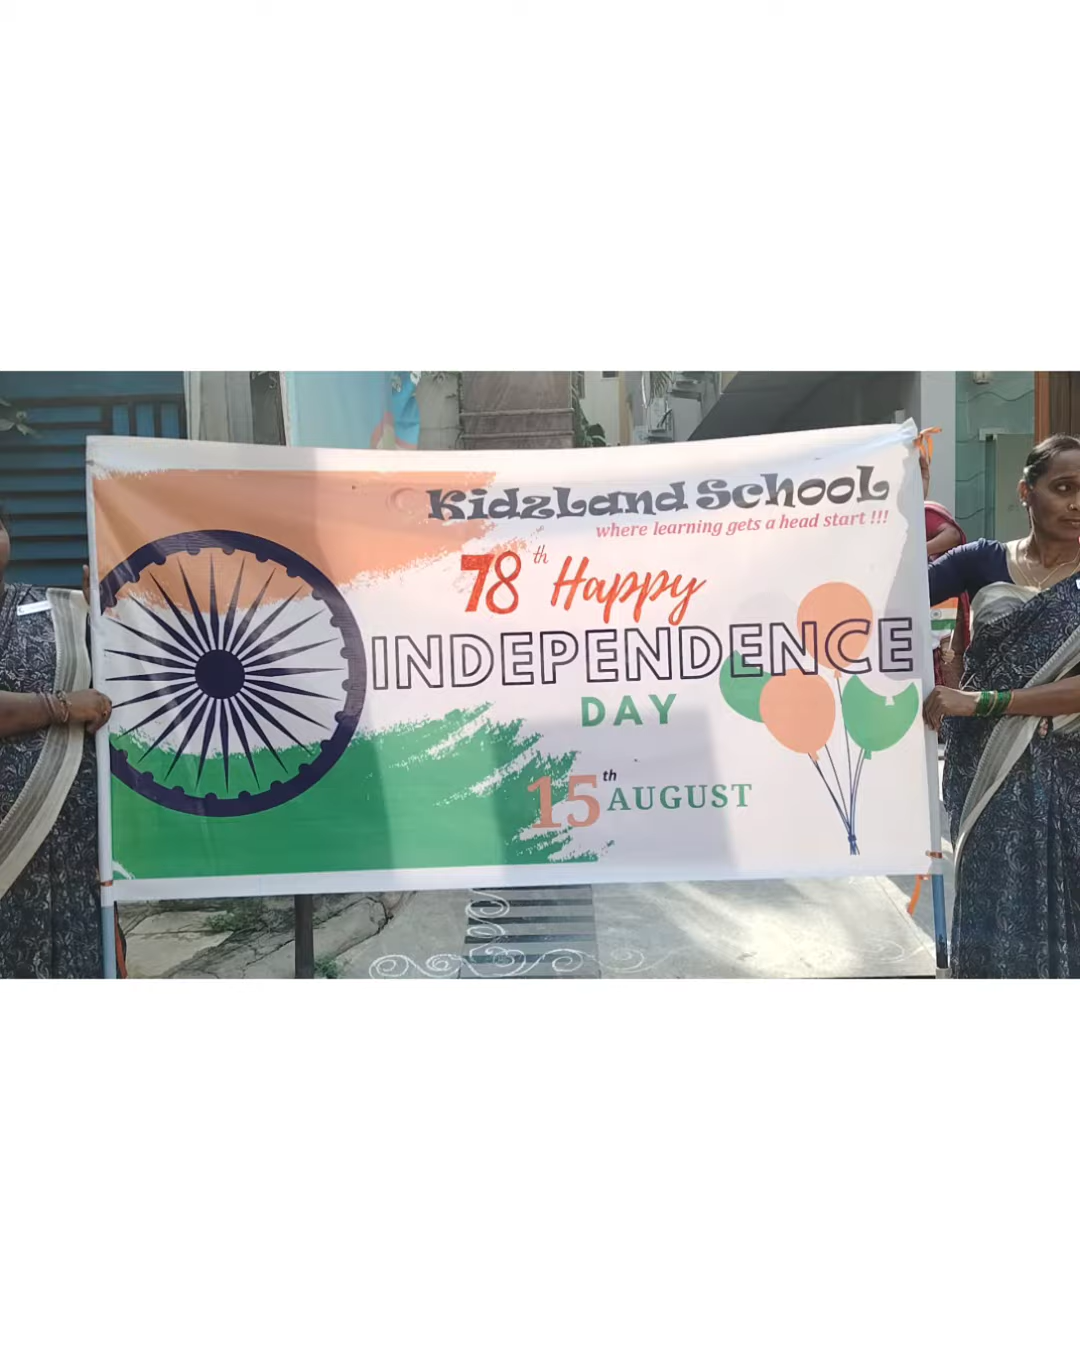 KidzLand School
where learning gets a head start !!!
78th Happy
INDEPENDENCE
DAY
15th AUGUST